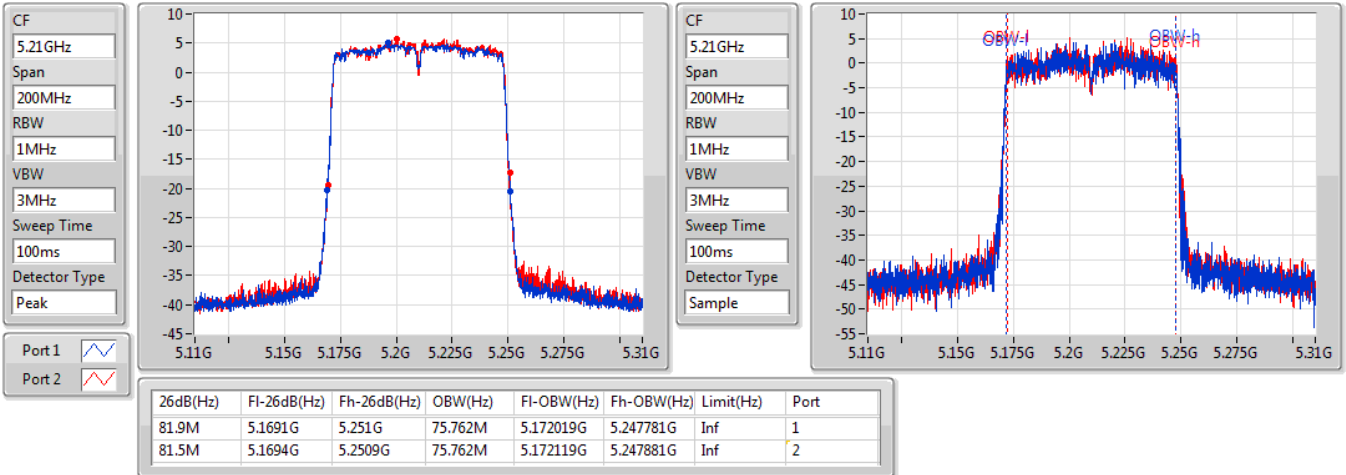 CF
5.21GHz
Span
200MHz
RBW
1MHz
VBW
3MHz
Sweep Time
100ms
Detector Type
Peak
Port 1
Port 2
10
5
0
-5
-10
-15
-20
-25
-30
-35
-40
-45
5.11G 5.15G 5.175G 5.2G 5.225G 5.25G 5.275G 5.31G
CF
5.21GHz
Span
200MHz
RBW
1MHz
VBW
3MHz
Sweep Time
100ms
Detector Type
Sample
10
5
0
-5
-10
-15
-20
-25
-30
-35
-40
-45
-50
-55
OBW-l OBW-h
OBW-l OBW-h
5.11G 5.15G 5.175G 5.2G 5.225G 5.25G 5.275G 5.31G
26dB(Hz) Fl-26dB(Hz) Fh-26dB(Hz) OBW(Hz) Fl-OBW(Hz) Fh-OBW(Hz) Limit(Hz) Port
81.9M 5.1691G 5.251G 75.762M 5.172019G 5.247781G Inf 1
81.5M 5.1694G 5.2509G 75.762M 5.172119G 5.247881G Inf 2